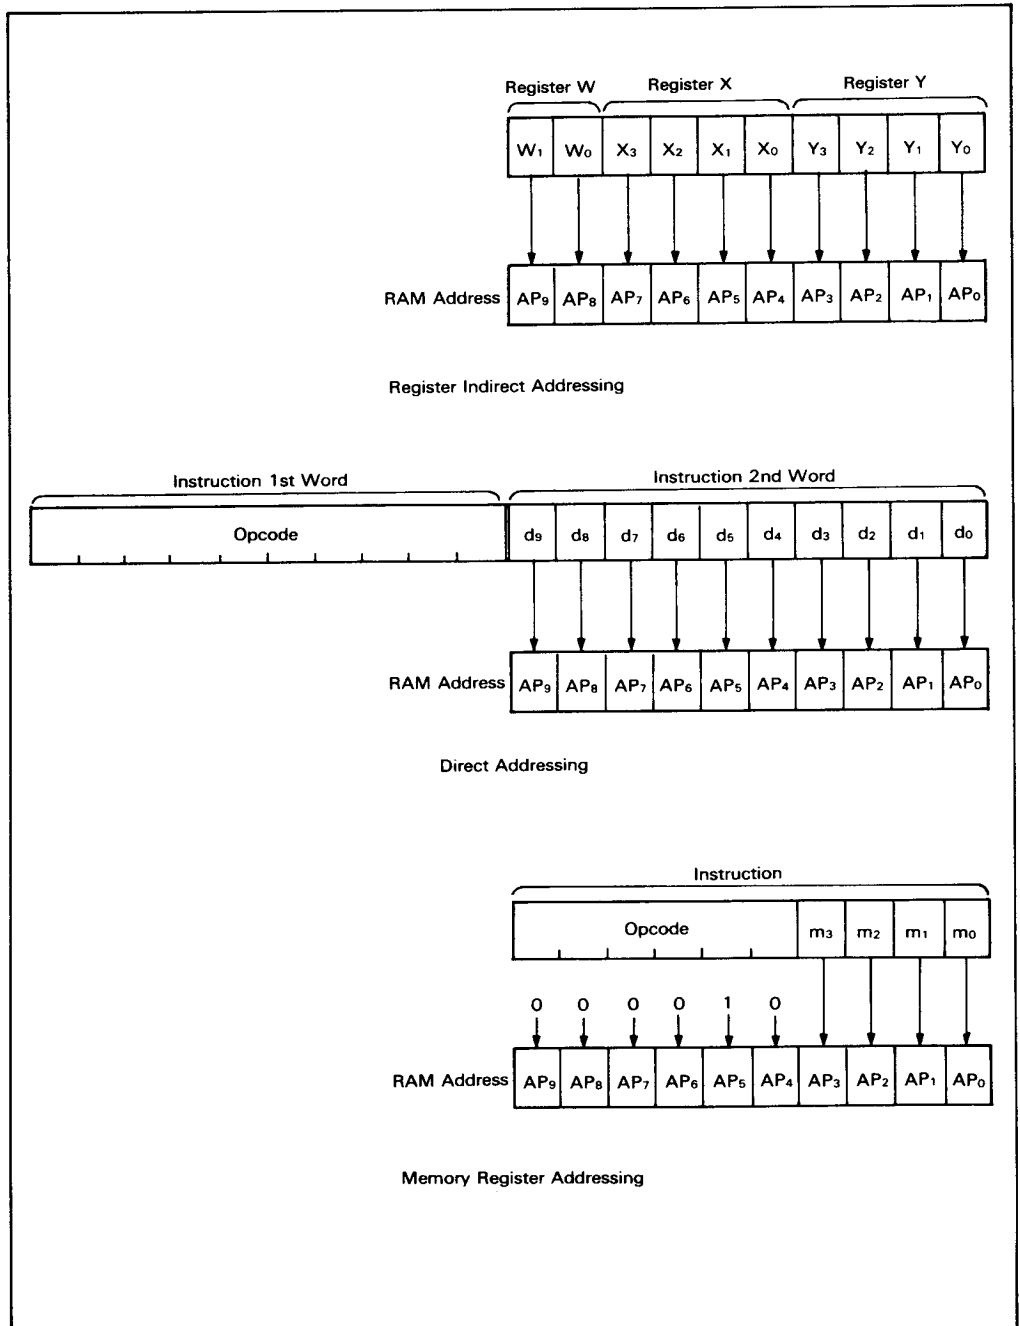 Register W Register X Register Y
W₁ W₀ X₃ X₂ X₁ X₀ Y₃ Y₂ Y₁ Y₀
RAM Address AP₉ AP₈ AP₇ AP₆ AP₅ AP₄ AP₃ AP₂ AP₁ AP₀
Register Indirect Addressing
Instruction 1st Word Instruction 2nd Word
Opcode d₉ d₈ d₇ d₆ d₅ d₄ d₃ d₂ d₁ d₀
RAM Address AP₉ AP₈ AP₇ AP₆ AP₅ AP₄ AP₃ AP₂ AP₁ AP₀
Direct Addressing
Instruction
Opcode m₃ m₂ m₁ m₀
0 0 0 0 1 0
RAM Address AP₉ AP₈ AP₇ AP₆ AP₅ AP₄ AP₃ AP₂ AP₁ AP₀
Memory Register Addressing